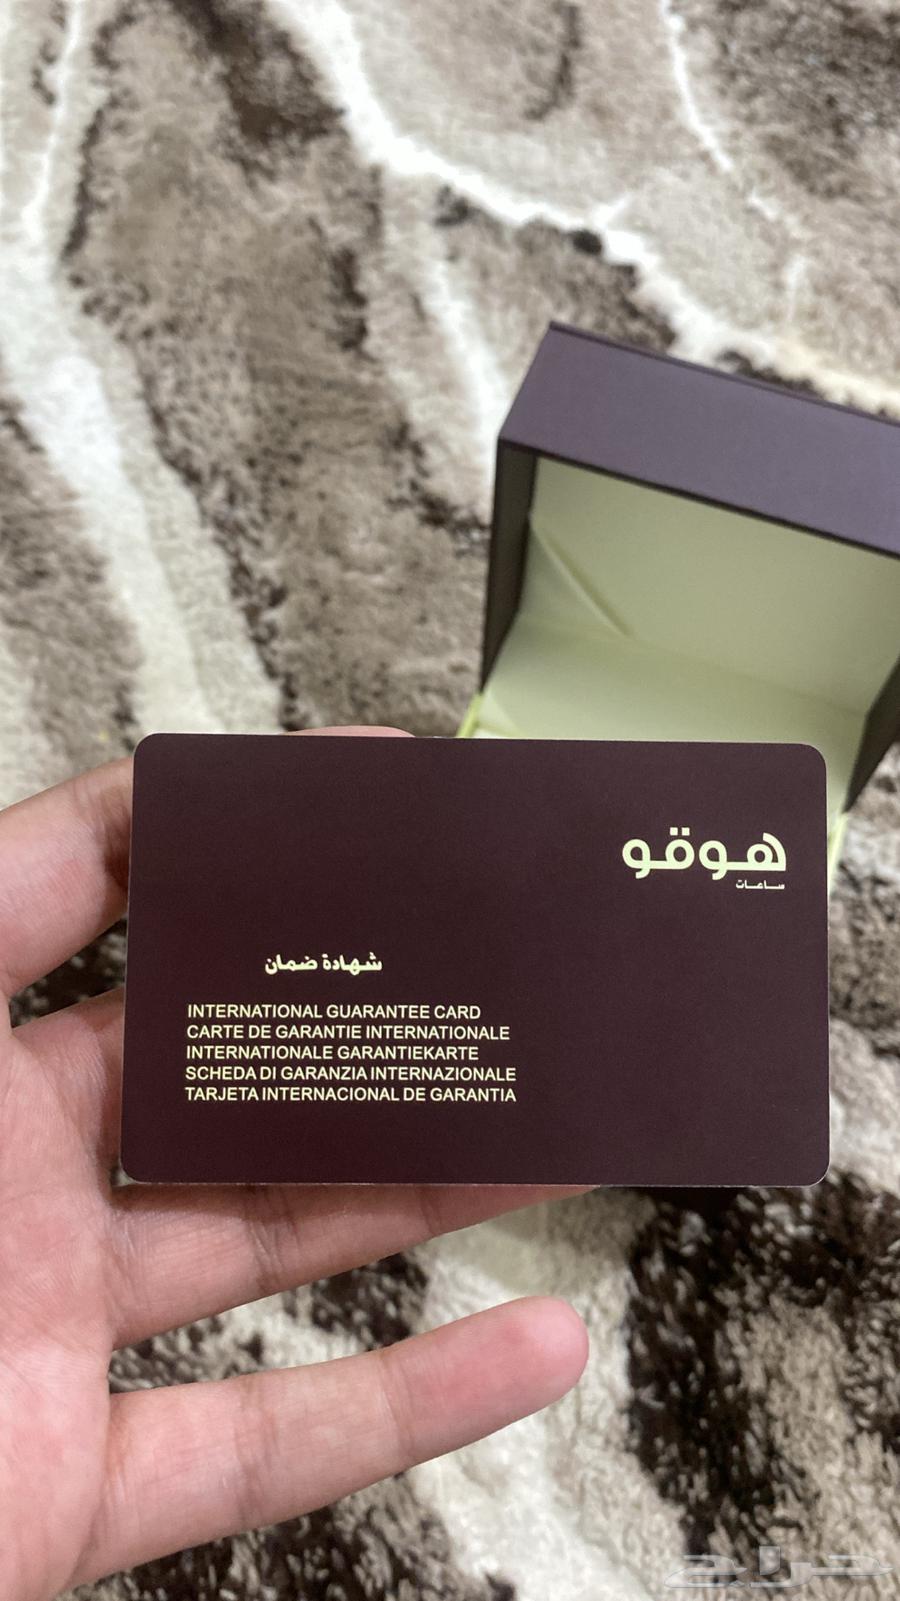 هوقو
ساعات
شهادة ضمان
INTERNATIONAL GUARANTEE CARD
CARTE DE GARANTIE INTERNATIONALE
INTERNATIONALE GARANTIEKARTE
SCHEDA DI GARANZIA INTERNAZIONALE
TARJETA INTERNACIONAL DE GARANTIA
حراج